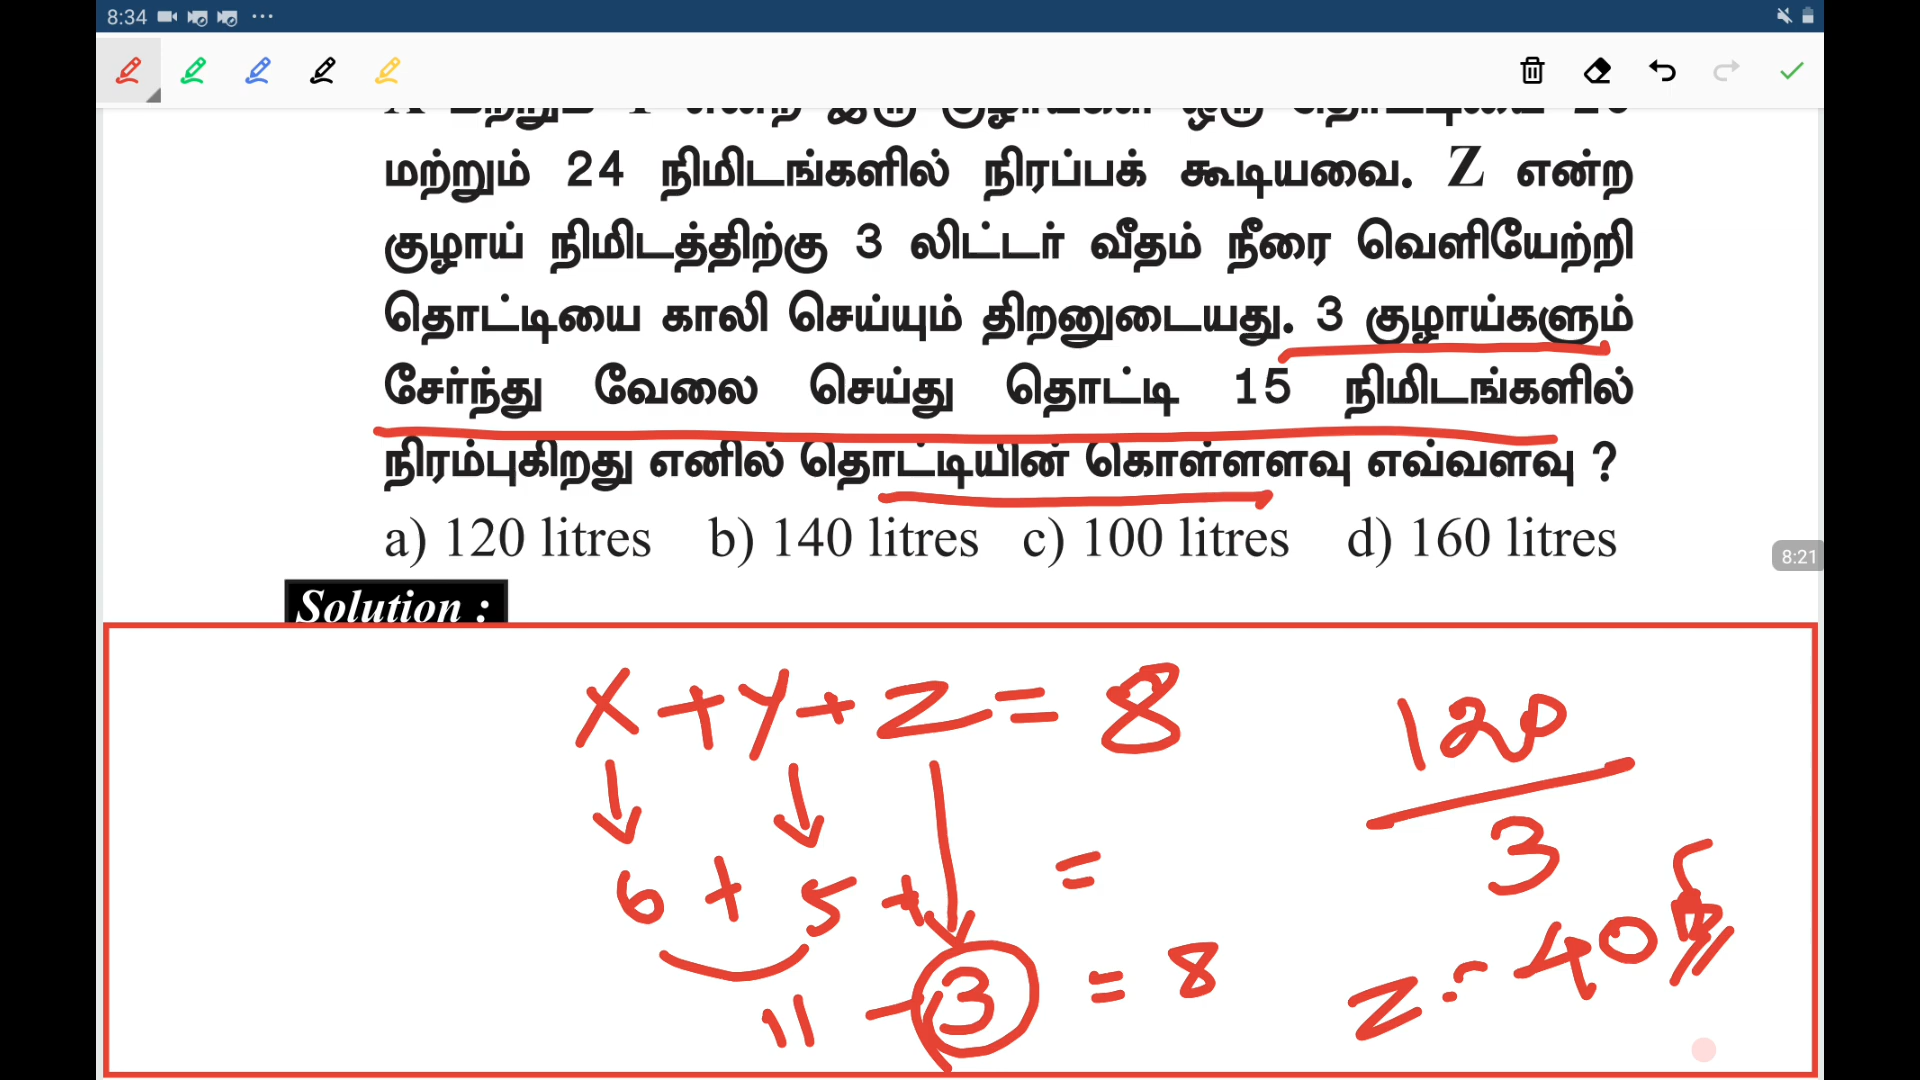 8:34
மற்றும் 24 நிமிடங்களில் நிரப்பக் கூடியவை. Z என்ற
குழாய் நிமிடத்திற்கு 3 லிட்டர் வீதம் நீரை வெளியேற்றி
தொட்டியை காலி செய்யும் திறனுடையது. 3 குழாய்களும்
சேர்ந்து வேலை செய்து தொட்டி 15 நிமிடங்களில்
நிரம்புகிறது எனில் தொட்டியின் கொள்ளளவு எவ்வளவு ?
a) 120 litres b) 140 litres c) 100 litres d) 160 litres
8:21
Solution :
x + y + z = 8
6 + 5 + =
11 - 3 = 8
120
3
z = 40